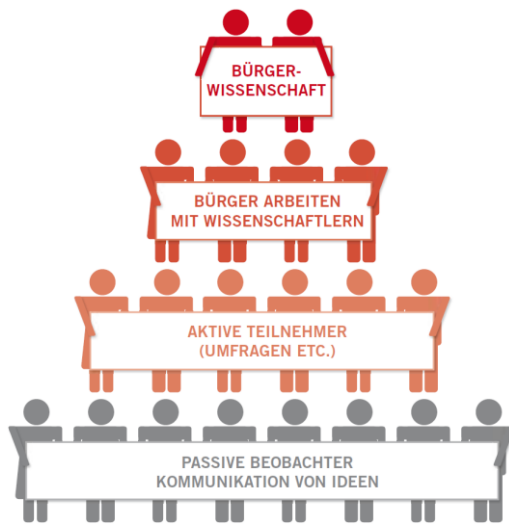 BÜRGER-
WISSENSCHAFT
BÜRGER ARBEITEN
MIT WISSENSCHAFTLERN
AKTIVE TEILNEHMER
(UMFRAGEN ETC.)
PASSIVE BEOBACHTER
KOMMUNIKATION VON IDEEN